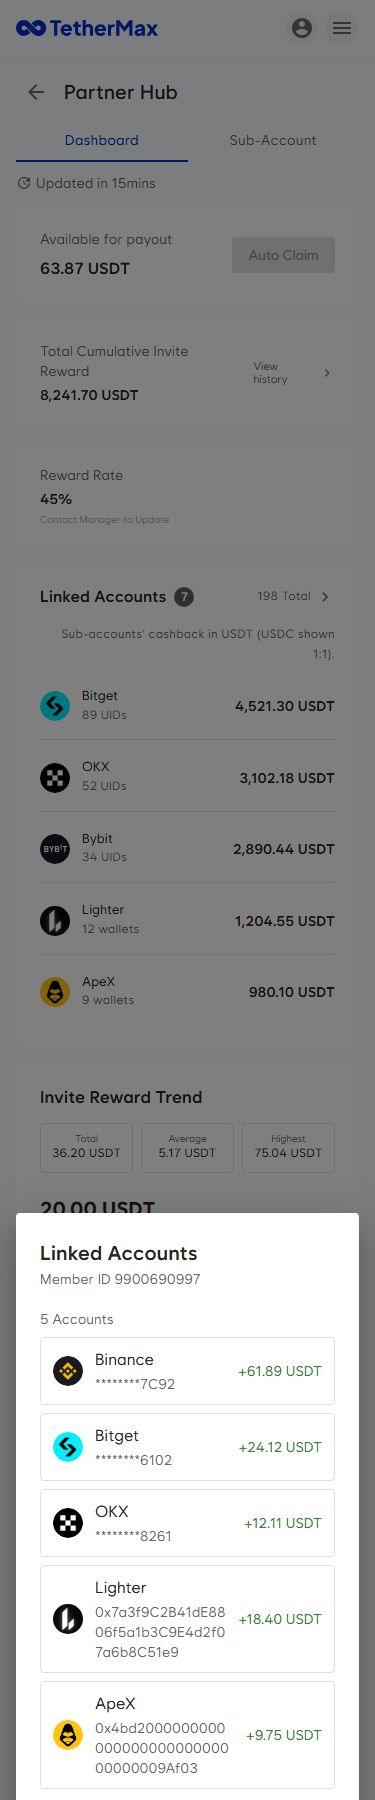 TetherMax
Partner Hub
Dashboard
Sub-Account
Updated in 15mins
Available for payout
63.87 USDT
Auto Claim
Total Cumulative Invite
Reward
8,241.70 USDT
View
history
Reward Rate
45%
Contact Manager to Update
Linked Accounts 7
198 Total
Sub-accounts' cashback in USDT (USDC shown
1:1).
Bitget
89 UIDs
4,521.30 USDT
OKX
52 UIDs
3,102.18 USDT
BYBIT
Bybit
34 UIDs
2,890.44 USDT
Lighter
12 wallets
1,204.55 USDT
ApeX
9 wallets
980.10 USDT
Invite Reward Trend
Total
36.20 USDT
Average
5.17 USDT
Highest
75.04 USDT
20.00 USDT
Linked Accounts
Member ID 9900690997
5 Accounts
Binance
********7C92
+61.89 USDT
Bitget
********6102
+24.12 USDT
OKX
********8261
+12.11 USDT
Lighter
0x7a3f9C2B41dE88
06f5a1b3C9E4d2f0
7a6b8C51e9
+18.40 USDT
ApeX
0x4bd2000000000
000000000000000
00000009Af03
+9.75 USDT